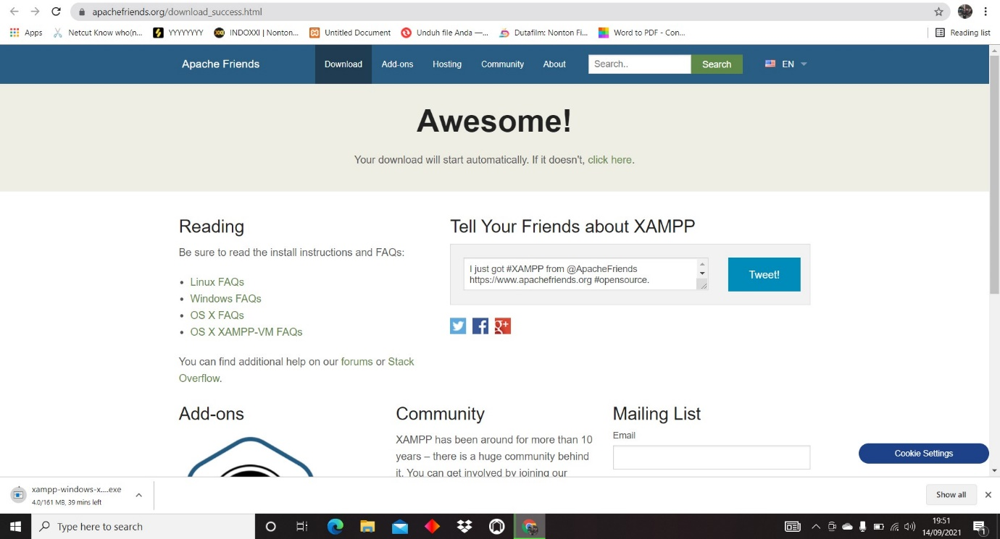 apachefriends.org/download_success.html
Apps Netcut Know who(n... YYYYYYYY INDOXXI | Nonton... Untitled Document Unduh file Anda —... Dutafilm: Nonton Fi... Word to PDF - Con... Reading list
Apache Friends Download Add-ons Hosting Community About Search.. Search EN
Awesome!
Your download will start automatically. If it doesn't, click here.
Reading
Be sure to read the install instructions and FAQs:
Linux FAQs
Windows FAQs
OS X FAQs
OS X XAMPP-VM FAQs
You can find additional help on our forums or Stack
Overflow.
Tell Your Friends about XAMPP
I just got #XAMPP from @ApacheFriends
https://www.apachefriends.org #opensource.
Tweet!
g+
Add-ons
Community
XAMPP has been around for more than 10
years – there is a huge community behind
it. You can get involved by joining our
Mailing List
Email
Cookie Settings
xampp-windows-x....exe
4.0/161 MB, 39 mins left
Show all
Type here to search
19:51
14/09/2021
1